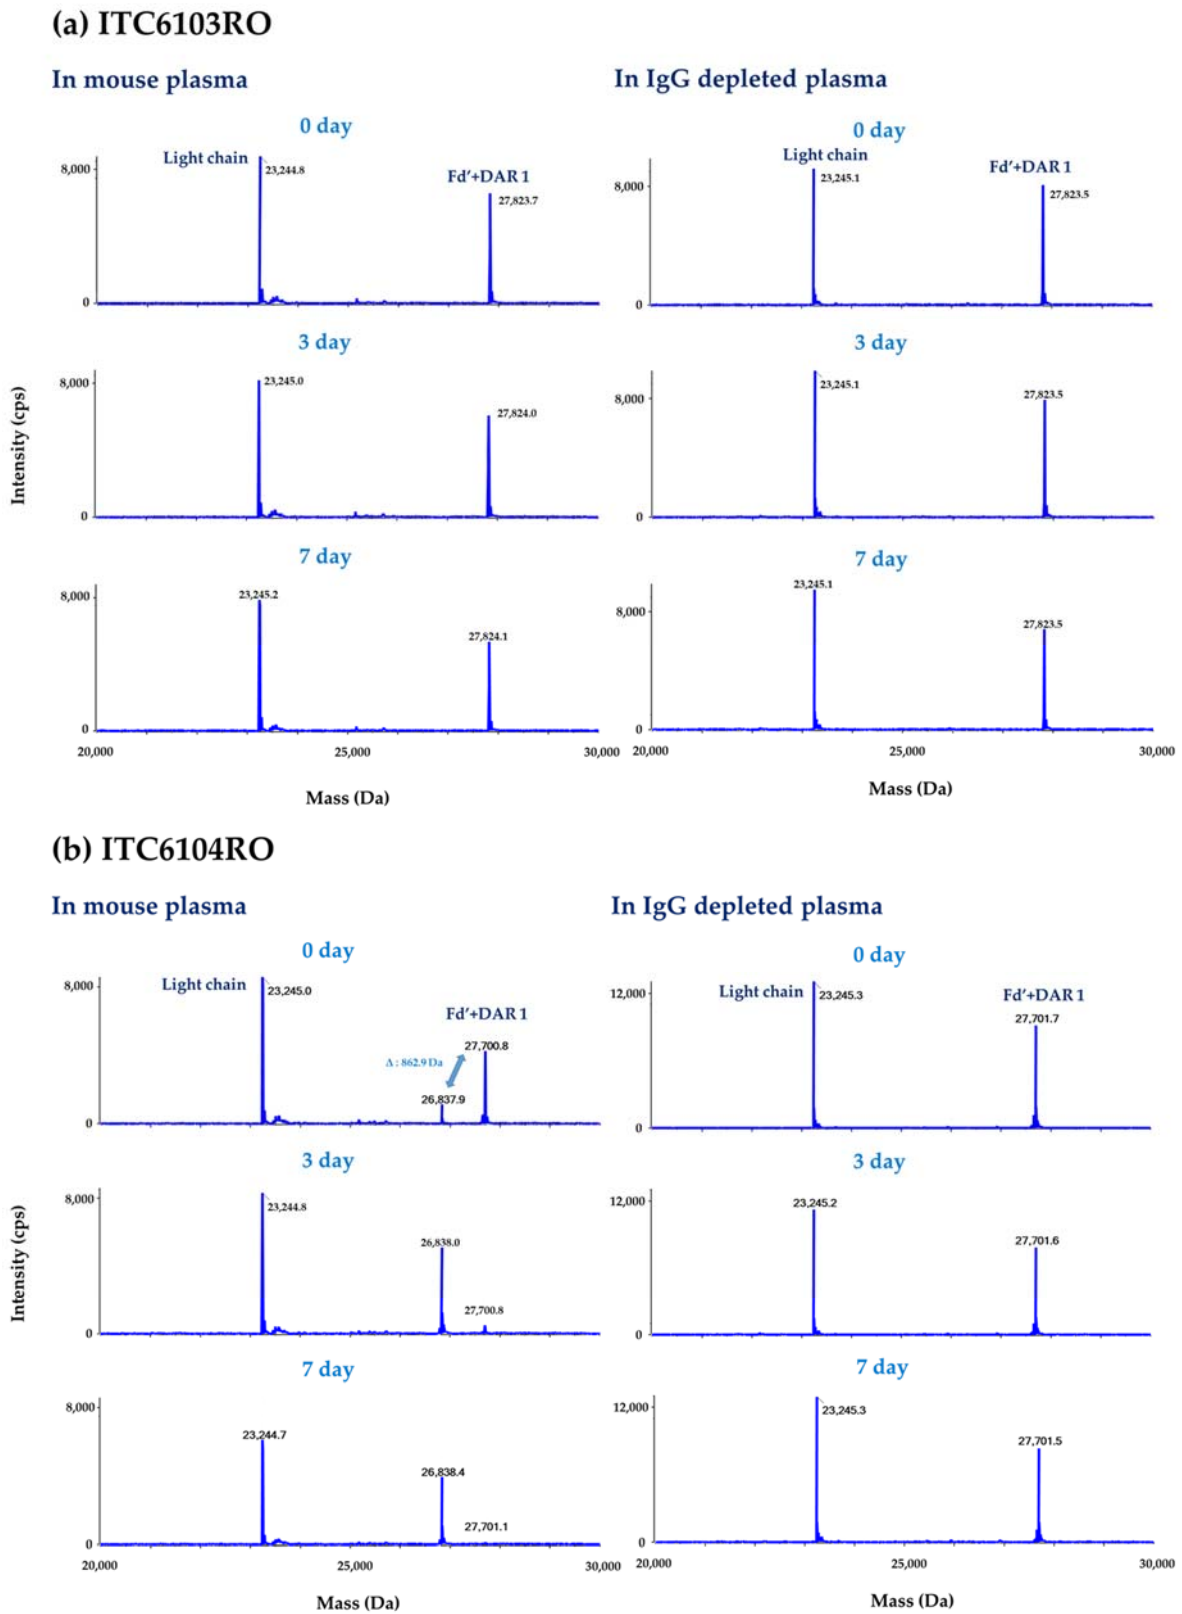 (a) ITC6103RO
In mouse plasma
In IgG depleted plasma
0 day
0 day
Light chain
23,244.8
Fd'+DAR 1
27,823.7
8,000
0
Light chain
23,245.1
Fd'+DAR 1
27,823.5
8,000
0
3 day
3 day
8,000
23,245.0
27,824.0
0
8,000
23,245.1
27,823.5
0
Intensity (cps)
7 day
7 day
8,000
23,245.2
27,824.1
0
23,245.1
8,000
27,823.5
0
20,000
25,000
30,000
20,000
25,000
30,000
Mass (Da)
Mass (Da)
(b) ITC6104RO
In mouse plasma
In IgG depleted plasma
0 day
0 day
8,000
Light chain
23,245.0
Fd'+DAR 1
27,700.8
Δ : 862.9 Da
26,837.9
0
12,000
Light chain
23,245.3
Fd'+DAR 1
27,701.7
0
3 day
3 day
8,000
23,244.8
26,838.0
27,700.8
0
12,000
23,245.2
27,701.6
0
Intensity (cps)
7 day
7 day
8,000
23,244.7
26,838.4
27,701.1
0
12,000
23,245.3
27,701.5
0
20,000
25,000
30,000
20,000
25,000
30,000
Mass (Da)
Mass (Da)